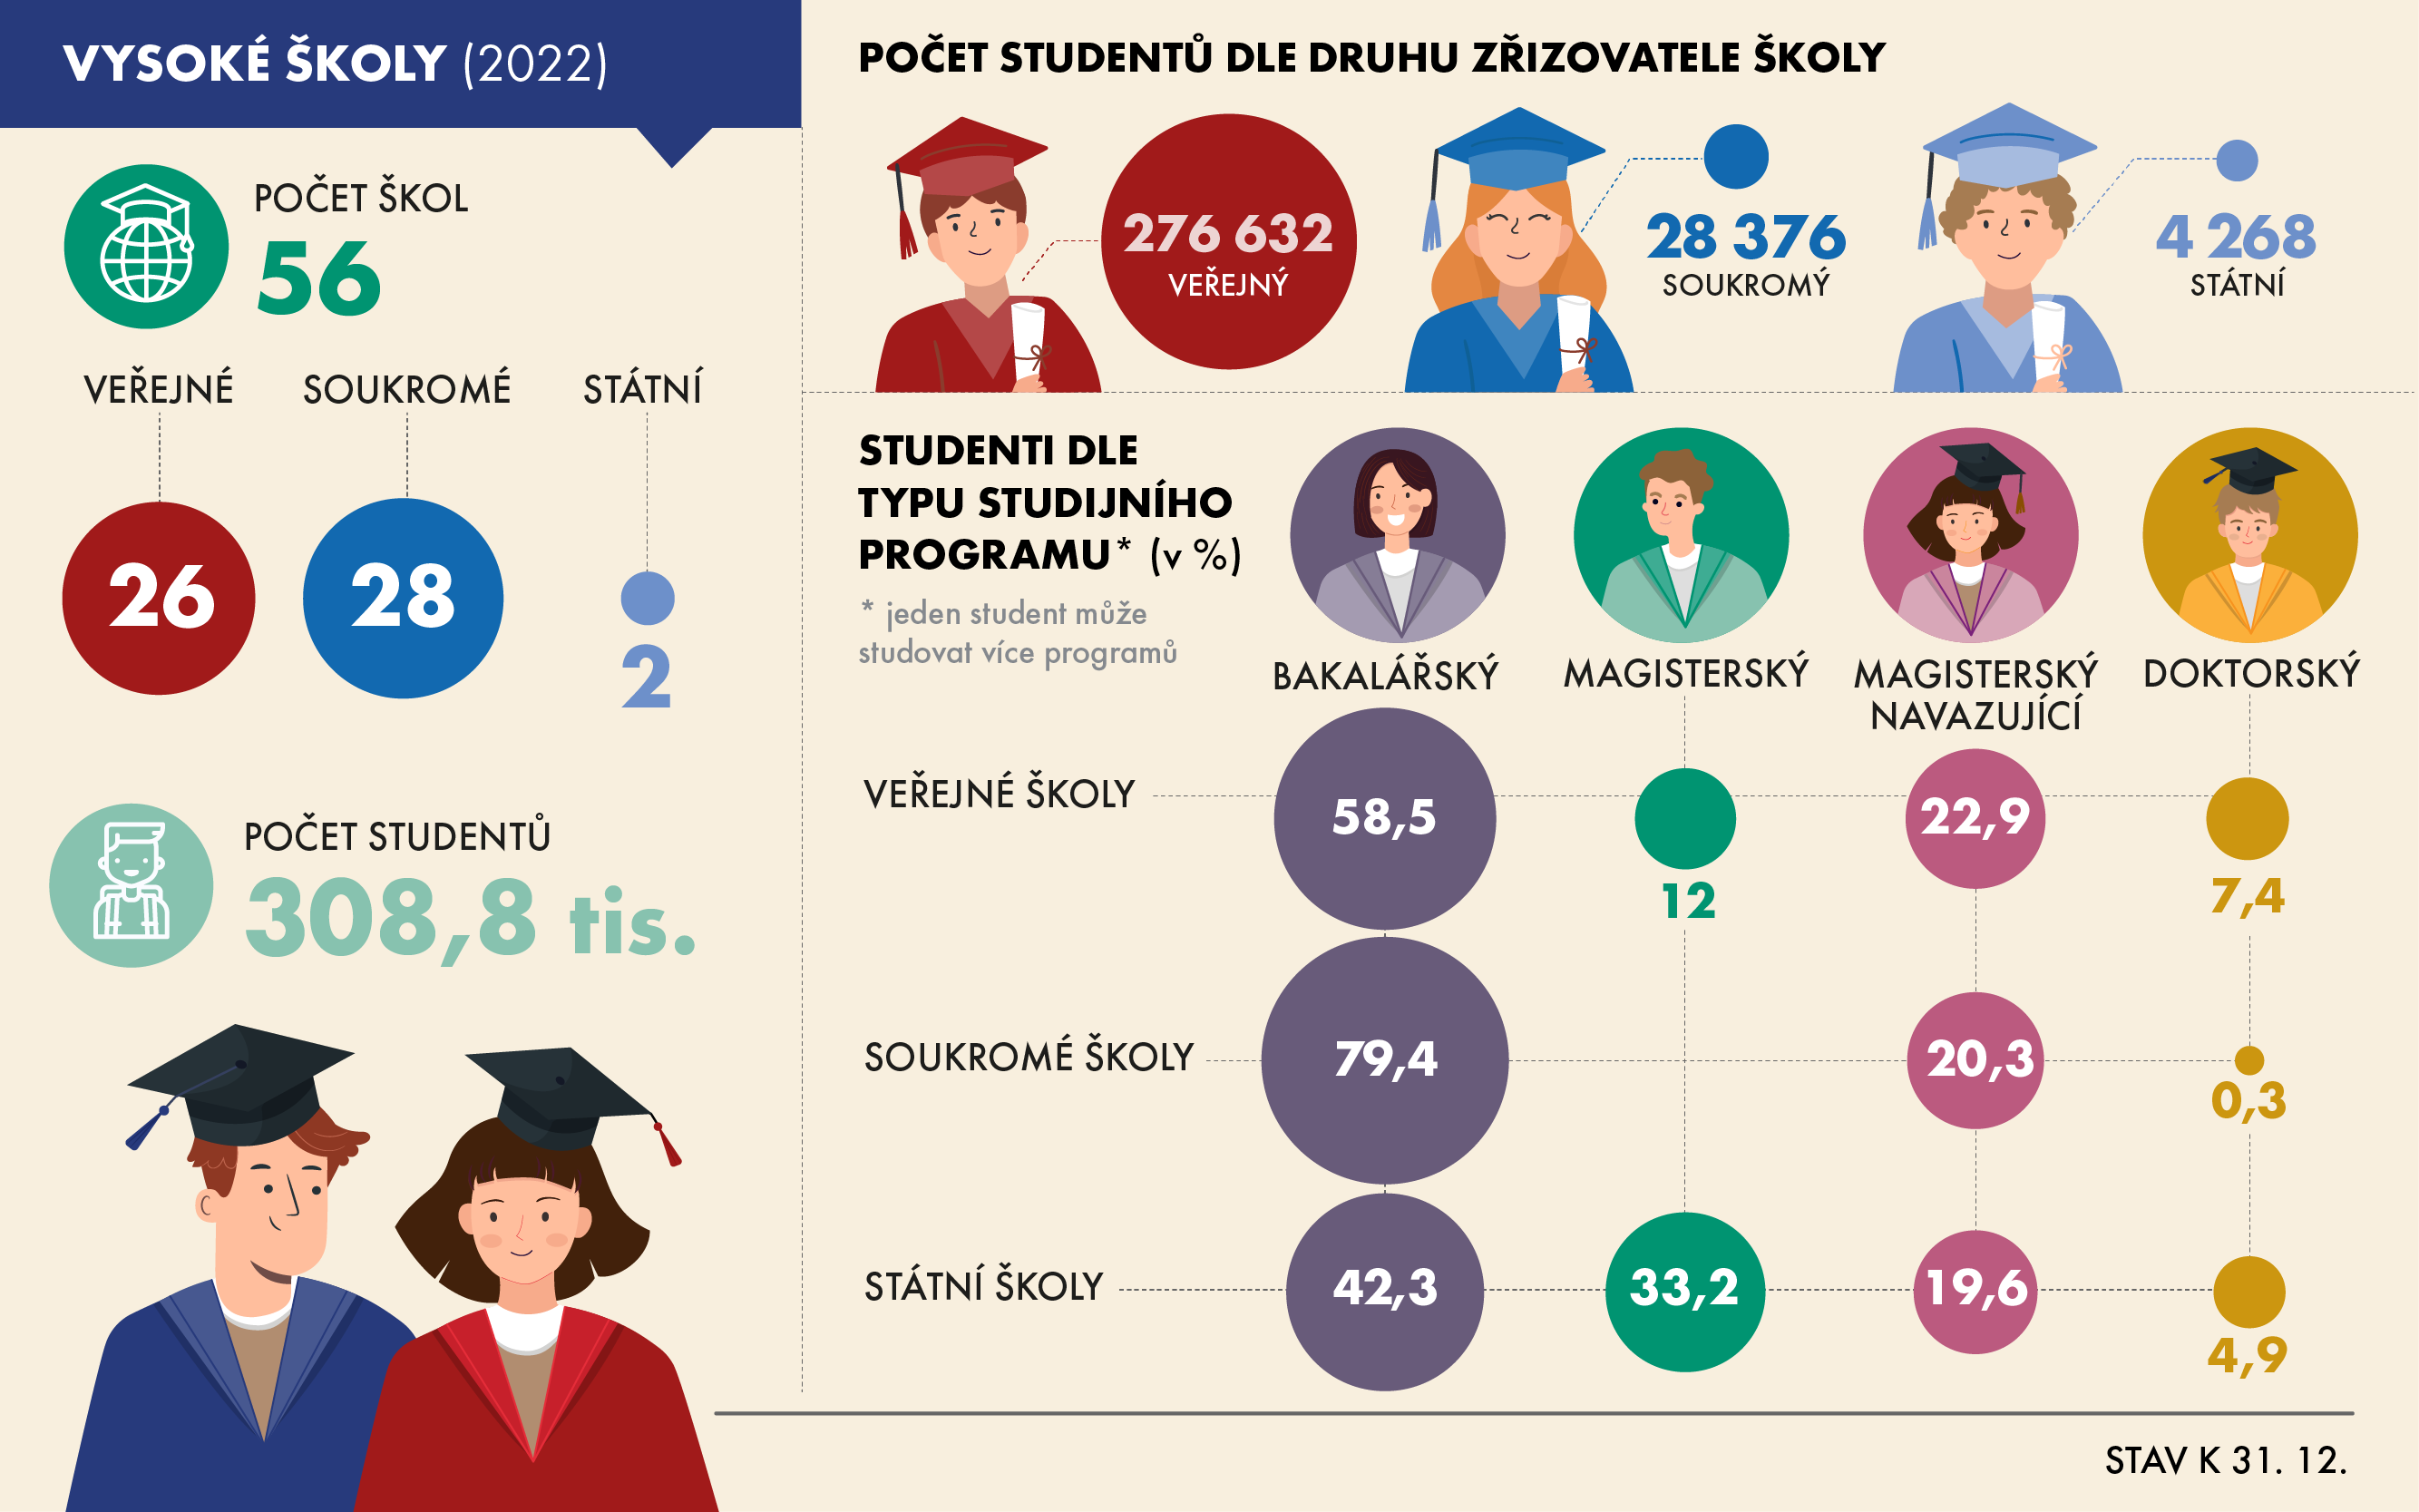 VYSOKÉ ŠKOLY (2022)
POČET ŠKOL
56
VEŘEJNÉ SOUKROMÉ STÁTNÍ
26 28 2
POČET STUDENTŮ
308,8 tis.
POČET STUDENTŮ DLE DRUHU ZŘIZOVATELE ŠKOLY
276 632
VEŘEJNÝ
28 376
SOUKROMÝ
4 268
STÁTNÍ
STUDENTI DLE
TYPU STUDIJNÍHO
PROGRAMU* (v %)
* jeden student může
studovat více programů
BAKALÁŘSKÝ MAGISTERSKÝ MAGISTERSKÝ DOKTORSKÝ
NAVAZUJÍCÍ
VEŘEJNÉ ŠKOLY 58,5 12 22,9 7,4
SOUKROMÉ ŠKOLY 79,4 20,3 0,3
STÁTNÍ ŠKOLY 42,3 33,2 19,6 4,9
STAV K 31. 12.